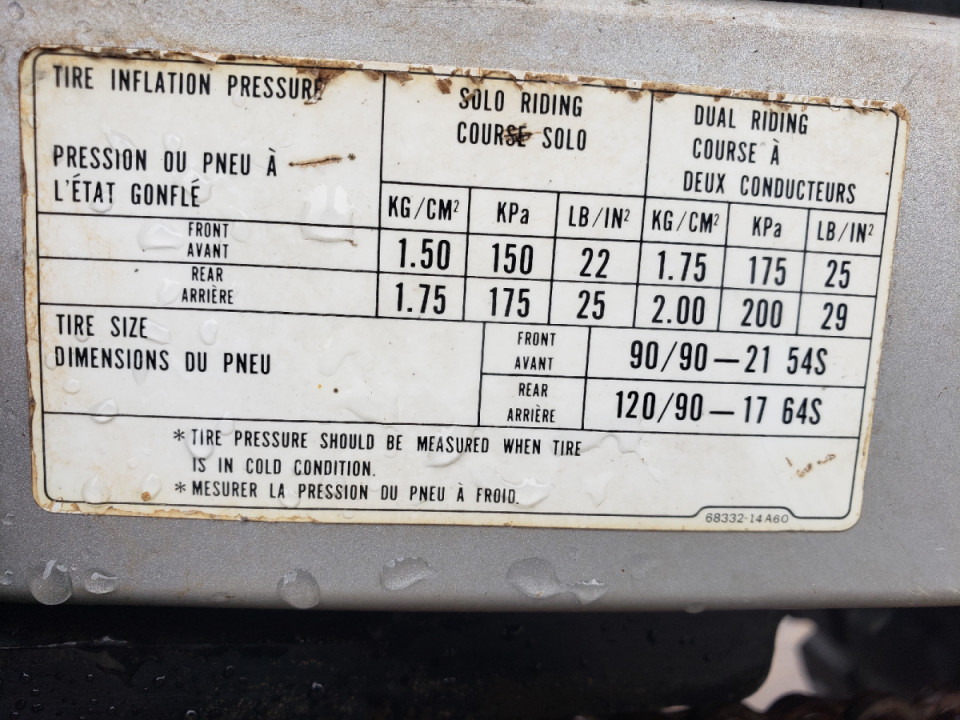 TIRE INFLATION PRESSURE
PRESSION DU PNEU À
L'ÉTAT GONFLÉ
SOLO RIDING
COURSE SOLO
DUAL RIDING
COURSE À
DEUX CONDUCTEURS
KG/CM² KPa LB/IN² KG/CM² KPa LB/IN²
FRONT
AVANT
1.50 150 22 1.75 175 25
REAR
ARRIÈRE
1.75 175 25 2.00 200 29
TIRE SIZE
DIMENSIONS DU PNEU
FRONT
AVANT
90/90—21 54S
REAR
ARRIÈRE
120/90—17 64S
* TIRE PRESSURE SHOULD BE MEASURED WHEN TIRE
IS IN COLD CONDITION.
* MESURER LA PRESSION DU PNEU À FROID.
68332-14A60